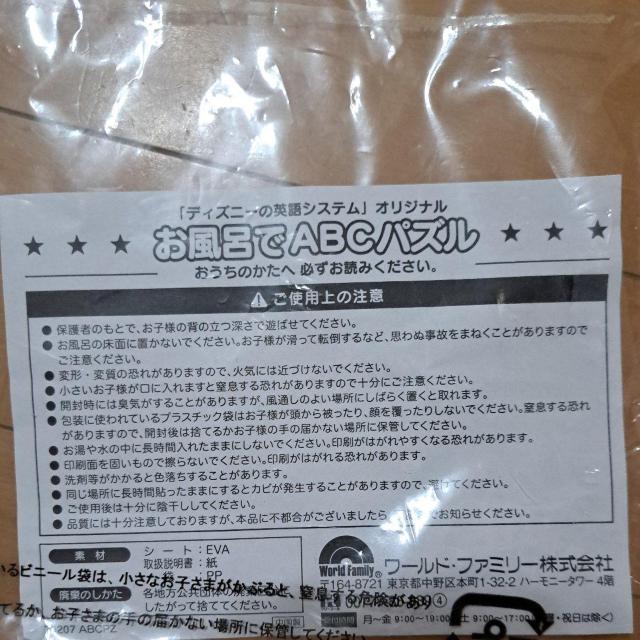 「ディズニーの英語システム」オリジナル
★ ★ ★ お風呂でABCパズル ★ ★ ★
おうちのかたへ 必ずお読みください。
ご使用上の注意
● 保護者のもとで、お子様の背の立つ深さで遊ばせてください。
● お風呂の床面に置かないでください。お子様が滑って転倒するなど、思わぬ事故をまねくことがありますので
ご注意ください。
● 変形・変質の恐れがありますので、火気には近づけないでください。
● 小さいお子様が口に入れますと窒息する恐れがありますので十分にご注意ください。
● 開封時には臭気がすることがありますが、風通しのよい場所にしばらく置くと取れます。
● 包装に使われているプラスチック袋はお子様が頭から被ったり、顔を覆ったりしないでください。窒息する恐れ
がありますので、開封後は捨てるかお子様の手の届かない場所に保管してください。
● お湯や水の中に長時間入れたままにしないでください。印刷がはがれやすくなる恐れがあります。
● 印刷面を固いもので擦らないでください。印刷がはがれる恐れがあります。
● 洗剤等がかかると色落ちすることがあります。
● 同じ場所に長時間貼ったままにするとカビが発生することがありますので、避けてください。
● ご使用後は十分に陰干ししてください。
● 品質には十分注意しておりますが、本品に不都合がございましたら お知らせください。
素材
シート:EVA
取扱説明書:紙
PP
廃棄のしかた
各地方公共団体の廃棄
従って捨ててください。
World Family
ワールド・ファミリー株式会社
〒164-8721 東京都中野区本町1-32-2 ハーモニータワー 4階
月〜金 9:00〜19:00(土 9:00〜17:00 ・祝日は除く)
いるビニール袋は、小さなお子さまがかぶると、窒息する危険があり
てるか、お子さまの手の届かない場所に保管してください
207 ABCPZ